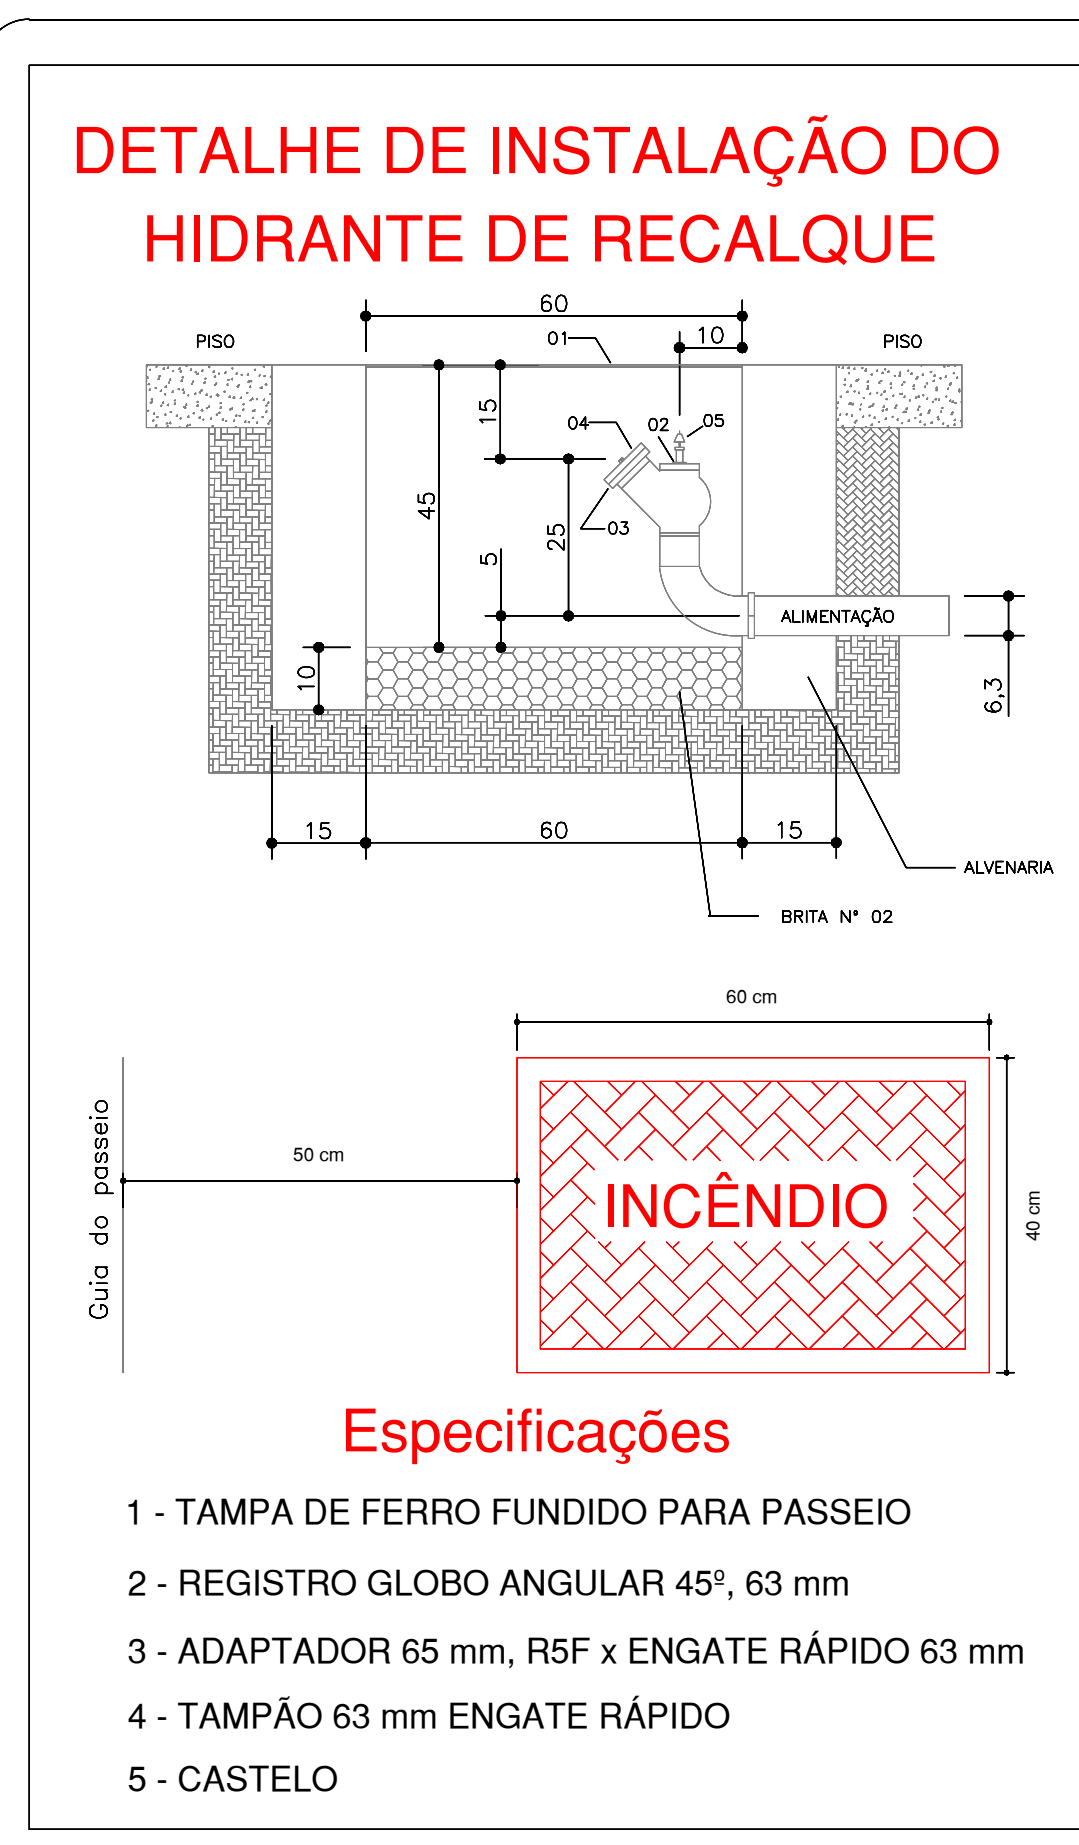 DETALHE DE INSTALAÇÃO DO
HIDRANTE DE RECALQUE
60
PISO
01
10
PISO
15
04
02
05
45
25
03
5
ALIMENTAÇÃO
10
6,3
15
60
15
ALVENARIA
BRITA Nº 02
60 cm
Guia do passeio
50 cm
INCÊNDIO
40 cm
Especificações
1 - TAMPA DE FERRO FUNDIDO PARA PASSEIO
2 - REGISTRO GLOBO ANGULAR 45º, 63 mm
3 - ADAPTADOR 65 mm, R5F x ENGATE RÁPIDO 63 mm
4 - TAMPÃO 63 mm ENGATE RÁPIDO
5 - CASTELO